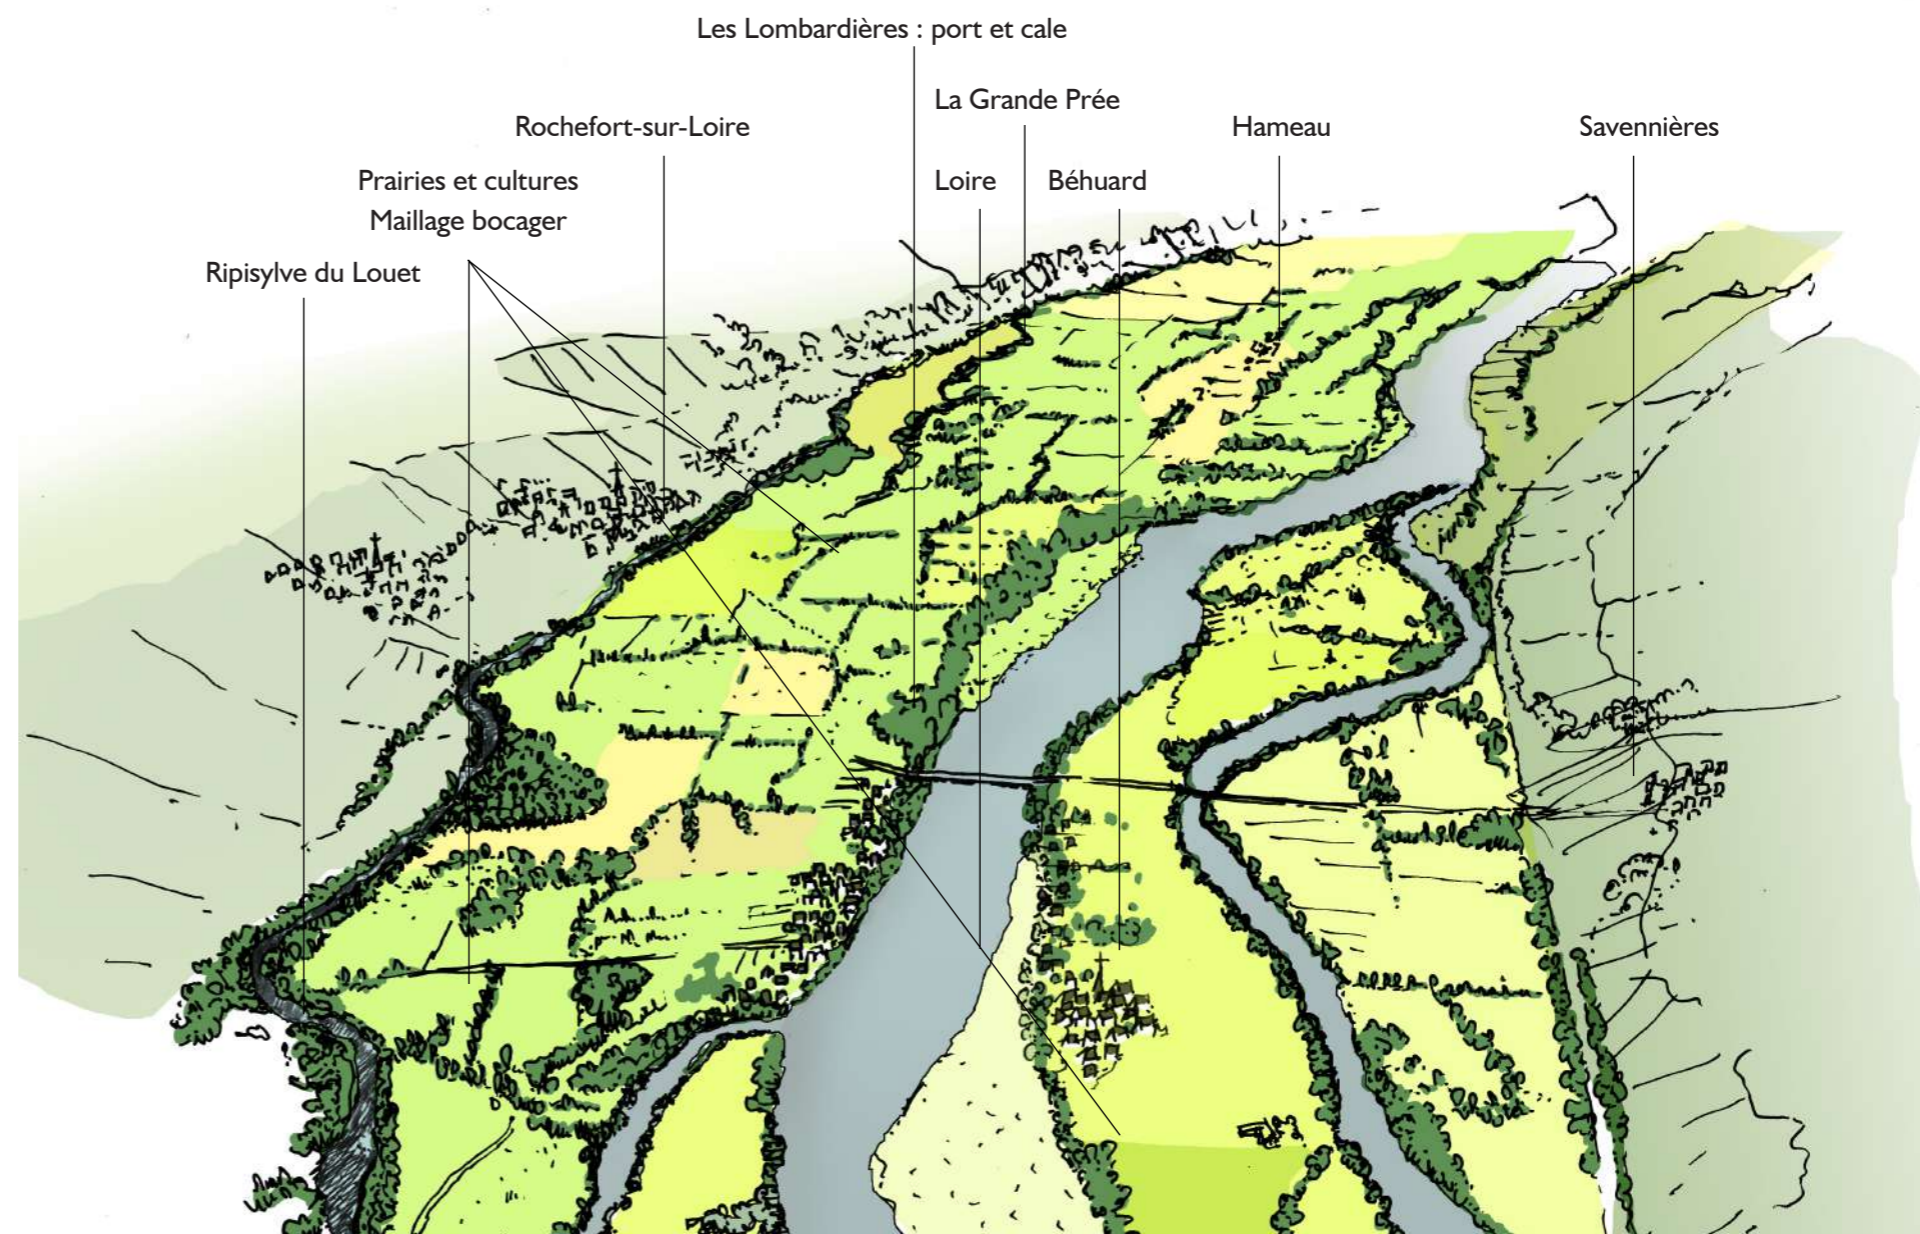 Les Lombardières : port et cale
La Grande Prée
Rochefort-sur-Loire
Hameau
Savennières
Prairies et cultures
Maillage bocager
Loire
Béhuard
Ripisylve du Louet